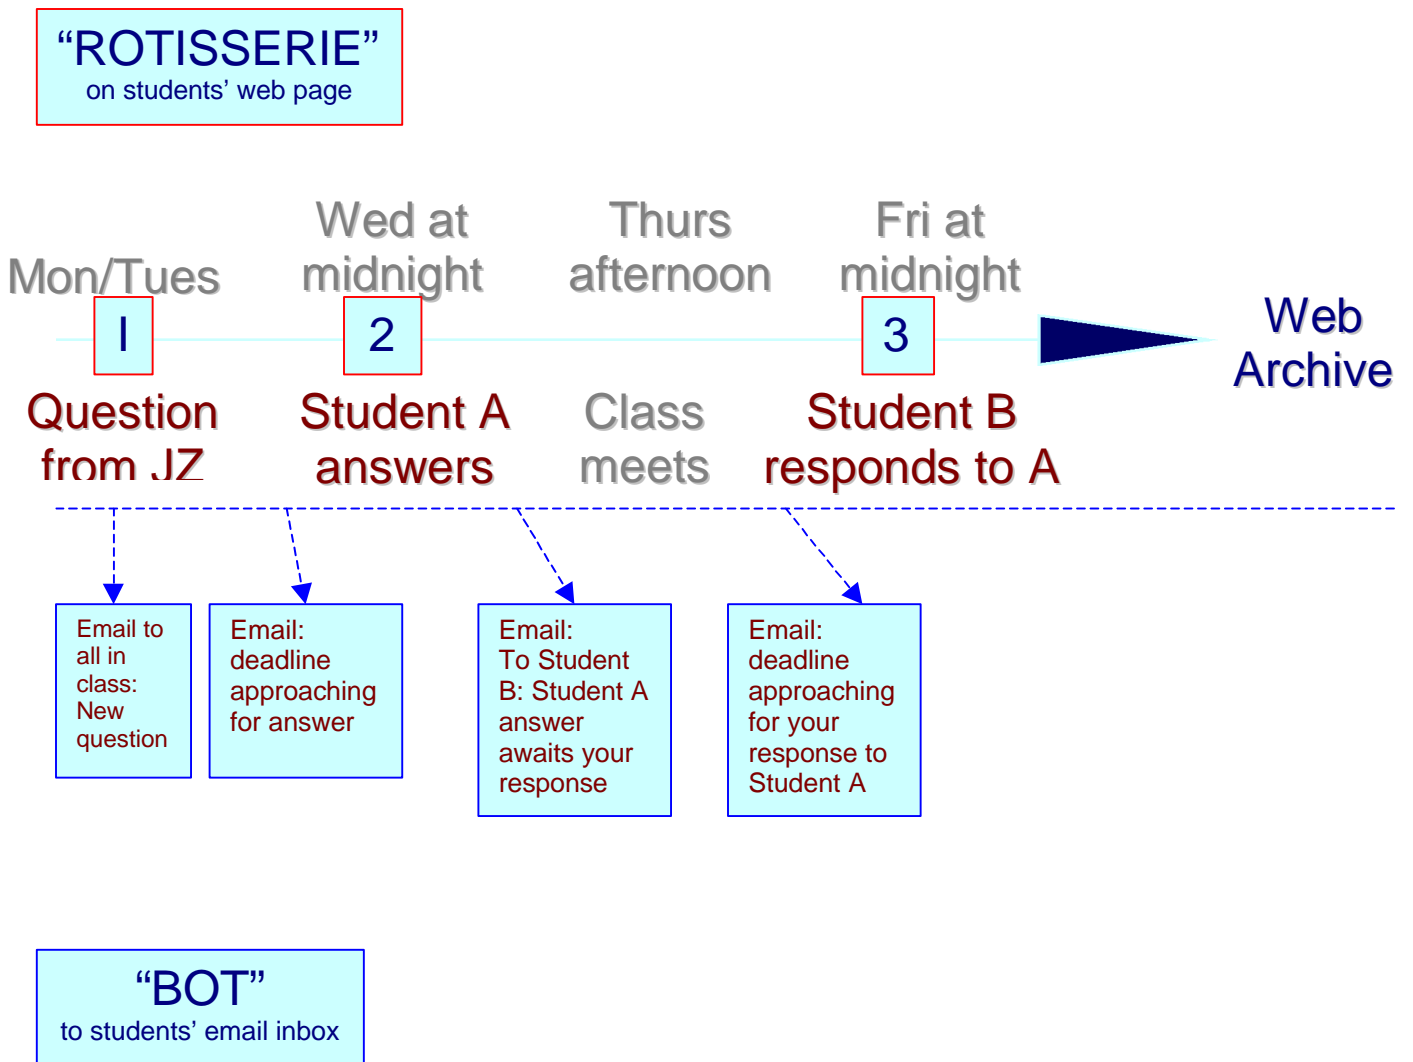 “ROTISSERIE”
on students’ web page
Mon/Tues
Wed at
midnight
Thurs
afternoon
Fri at
midnight
I
2
3
Web
Archive
Question
from JZ
Student A
answers
Class
meets
Student B
responds to A
Email to
all in
class:
New
question
Email:
deadline
approaching
for answer
Email:
To Student
B: Student A
answer
awaits your
response
Email:
deadline
approaching
for your
response to
Student A
“BOT”
to students’ email inbox